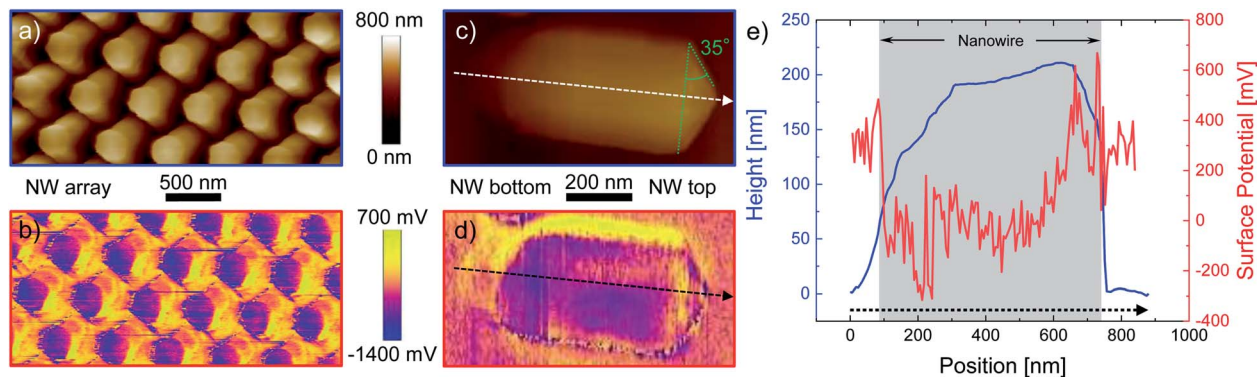 a)
800 nm
0 nm
c)
35°
NW array
500 nm
NW bottom
200 nm
NW top
b)
700 mV
-1400 mV
d)
e)
Nanowire
Height [nm]
250
200
150
100
50
0
Surface Potential [mV]
800
600
400
200
0
-200
-400
0
200
400
600
800
1000
Position [nm]